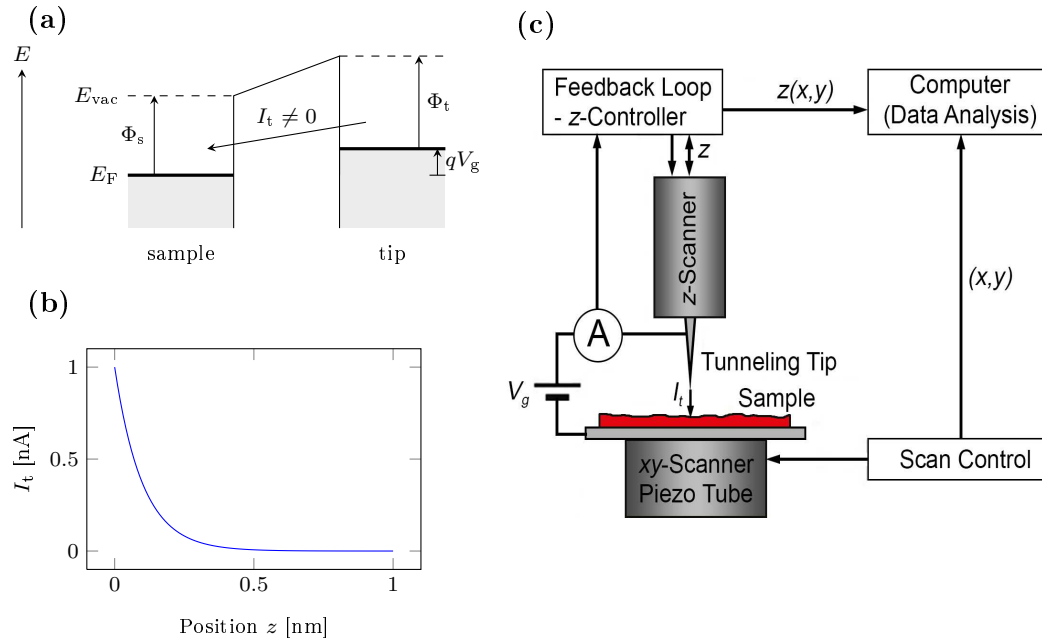 (a)
E
E_vac
Φ_s
I_t ≠ 0
Φ_t
E_F
qV_g
sample
tip
(b)
1
0.5
0
I_t [nA]
0
0.5
1
Position z [nm]
(c)
Feedback Loop
- z-Controller
z(x,y)
Computer
(Data Analysis)
z
z-Scanner
(x,y)
A
Tunneling Tip
V_g
I_t
Sample
xy-Scanner
Piezo Tube
Scan Control